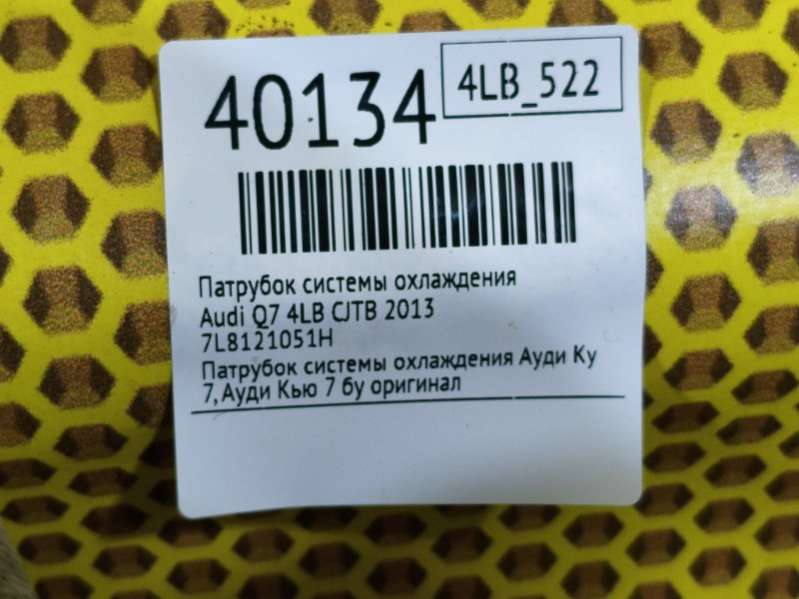 40134
4LB_522
Патрубок системы охлаждения
Audi Q7 4LB CJTB 2013
7L8121051H
Патрубок системы охлаждения Ауди Ку
7,Ауди Кью 7 бу оригинал